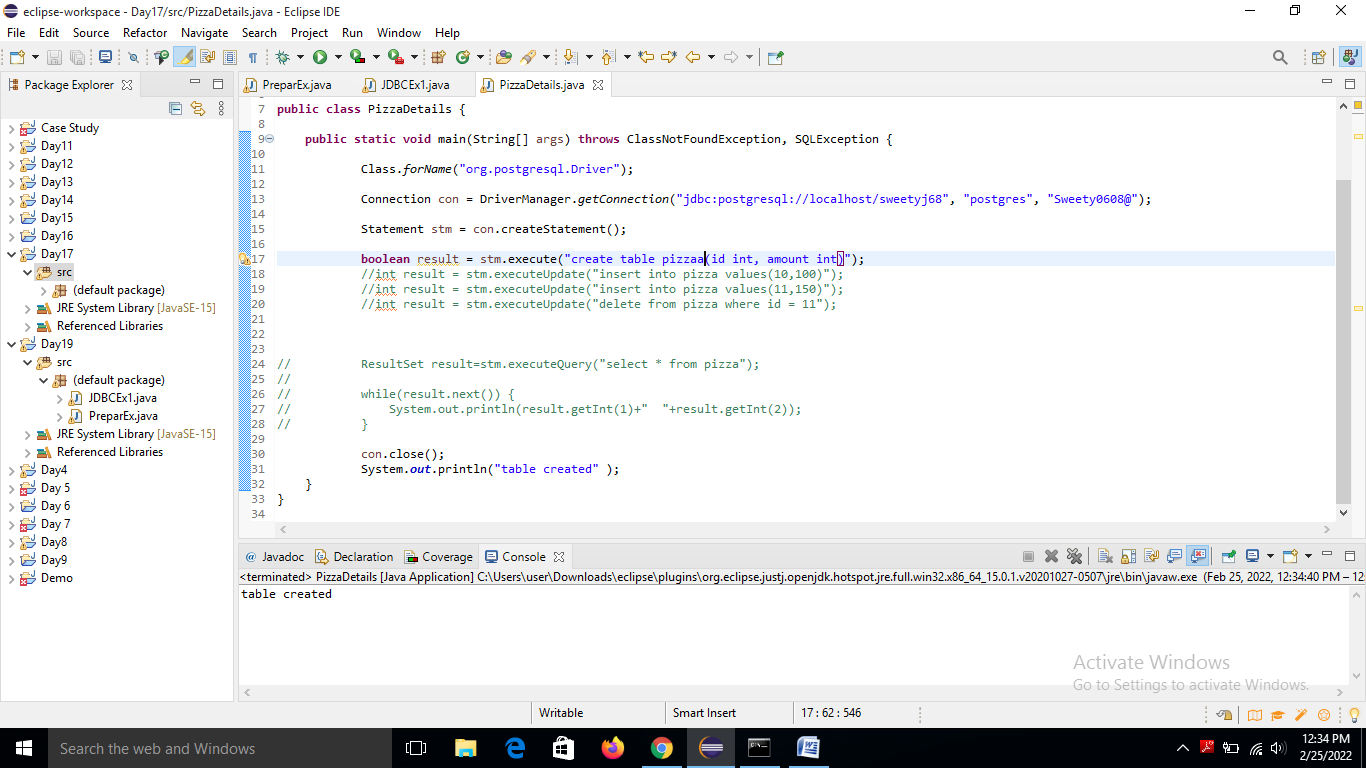 eclipse-workspace - Day17/src/PizzaDetails.java - Eclipse IDE
File Edit Source Refactor Navigate Search Project Run Window Help
Package Explorer
PreparEx.java JDBCEx1.java PizzaDetails.java
Case Study
Day11
Day12
Day13
Day14
Day15
Day16
Day17
src
(default package)
JRE System Library [JavaSE-15]
Referenced Libraries
Day19
src
(default package)
JDBCEx1.java
PreparEx.java
JRE System Library [JavaSE-15]
Referenced Libraries
Day4
Day 5
Day 6
Day 7
Day8
Day9
Demo
7 public class PizzaDetails {
8
9 public static void main(String[] args) throws ClassNotFoundException, SQLException {
10
11 Class.forName("org.postgresql.Driver");
12
13 Connection con = DriverManager.getConnection("jdbc:postgresql://localhost/sweetyj68", "postgres", "Sweety0608@");
14
15 Statement stm = con.createStatement();
16
17 boolean result = stm.execute("create table pizzaa(id int, amount int)");
18 //int result = stm.executeUpdate("insert into pizza values(10,100)");
19 //int result = stm.executeUpdate("insert into pizza values(11,150)");
20 //int result = stm.executeUpdate("delete from pizza where id = 11");
21
22
23
24 // ResultSet result=stm.executeQuery("select * from pizza");
25 //
26 // while(result.next()) {
27 // System.out.println(result.getInt(1)+"  "+result.getInt(2));
28 // }
29
30 con.close();
31 System.out.println("table created" );
32 }
33 }
34
@ Javadoc Declaration Coverage Console
<terminated> PizzaDetails [Java Application] C:\Users\user\Downloads\eclipse\plugins\org.eclipse.justj.openjdk.hotspot.jre.full.win32.x86_64_15.0.1.v20201027-0507\jre\bin\javaw.exe (Feb 25, 2022, 12:34:40 PM – 12:
table created
Activate Windows
Go to Settings to activate Windows.
Writable Smart Insert 17 : 62 : 546
Search the web and Windows
12:34 PM
2/25/2022